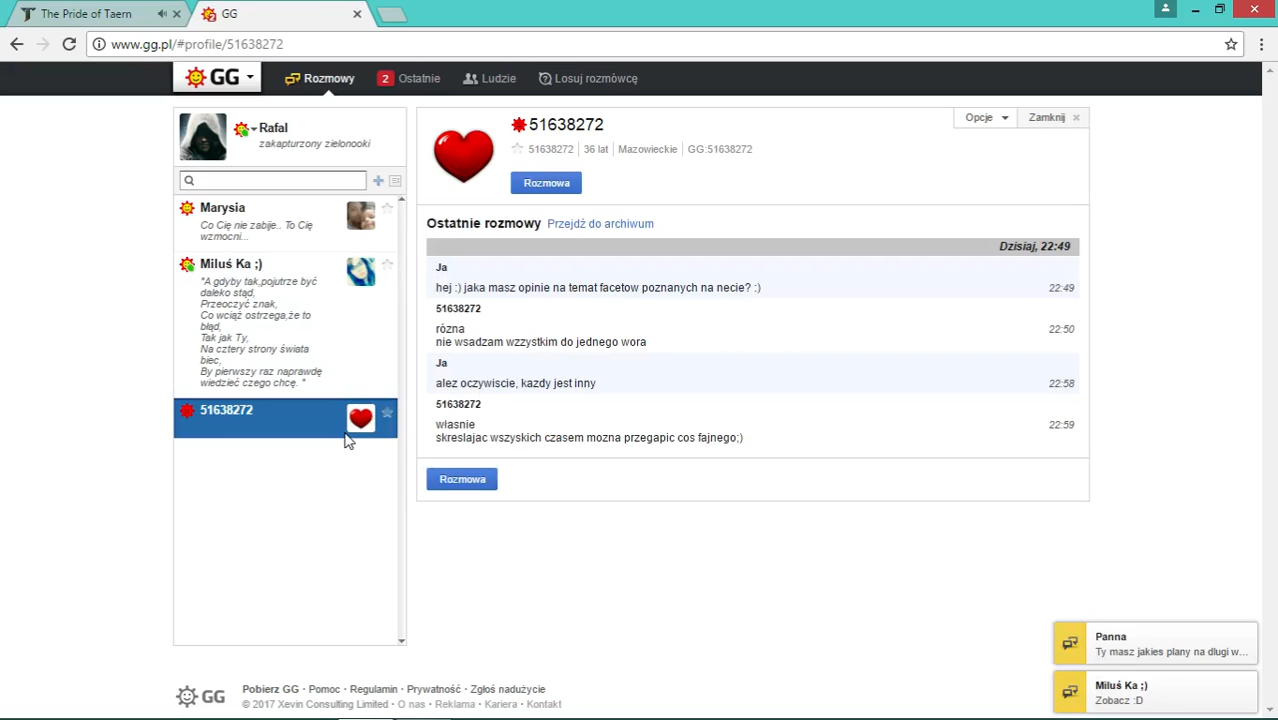 The Pride of Taern
GG
www.gg.pl/#profile/51638272
GG
Rozmowy
2 Ostatnie
Ludzie
Losuj rozmówcę
Rafał
zakapturzony zielonooki
Marysia
Co Cię nie zabije.. To Cię
wzmocni...
Miluś Ka ;)
"A gdyby tak,pojutrze być
daleko stąd,
Przeoczyć znak,
Co wciąż ostrzega,że to
błąd,
Tak jak Ty,
Na cztery strony świata
biec,
By pierwszy raz naprawdę
wiedzieć czego chcę. "
51638272
51638272
Opcje
Zamknij
51638272 36 lat Mazowieckie GG:51638272
Rozmowa
Ostatnie rozmowy Przejdź do archiwum
Dzisiaj, 22:49
Ja
hej :) jaka masz opinie na temat facetow poznanych na necie? :) 22:49
51638272
rózna 22:50
nie wsadzam wzzystkim do jednego wora
Ja
alez oczywiscie, kazdy jest inny 22:58
51638272
własnie 22:59
skreslajac wszyskich czasem mozna przegapic cos fajnego;)
Rozmowa
Panna
Ty masz jakies plany na dlugi w...
Miluś Ka ;)
Zobacz :D
GG
Pobierz GG · Pomoc · Regulamin · Prywatność · Zgłoś nadużycie
© 2017 Xevin Consulting Limited · O nas · Reklama · Kariera · Kontakt